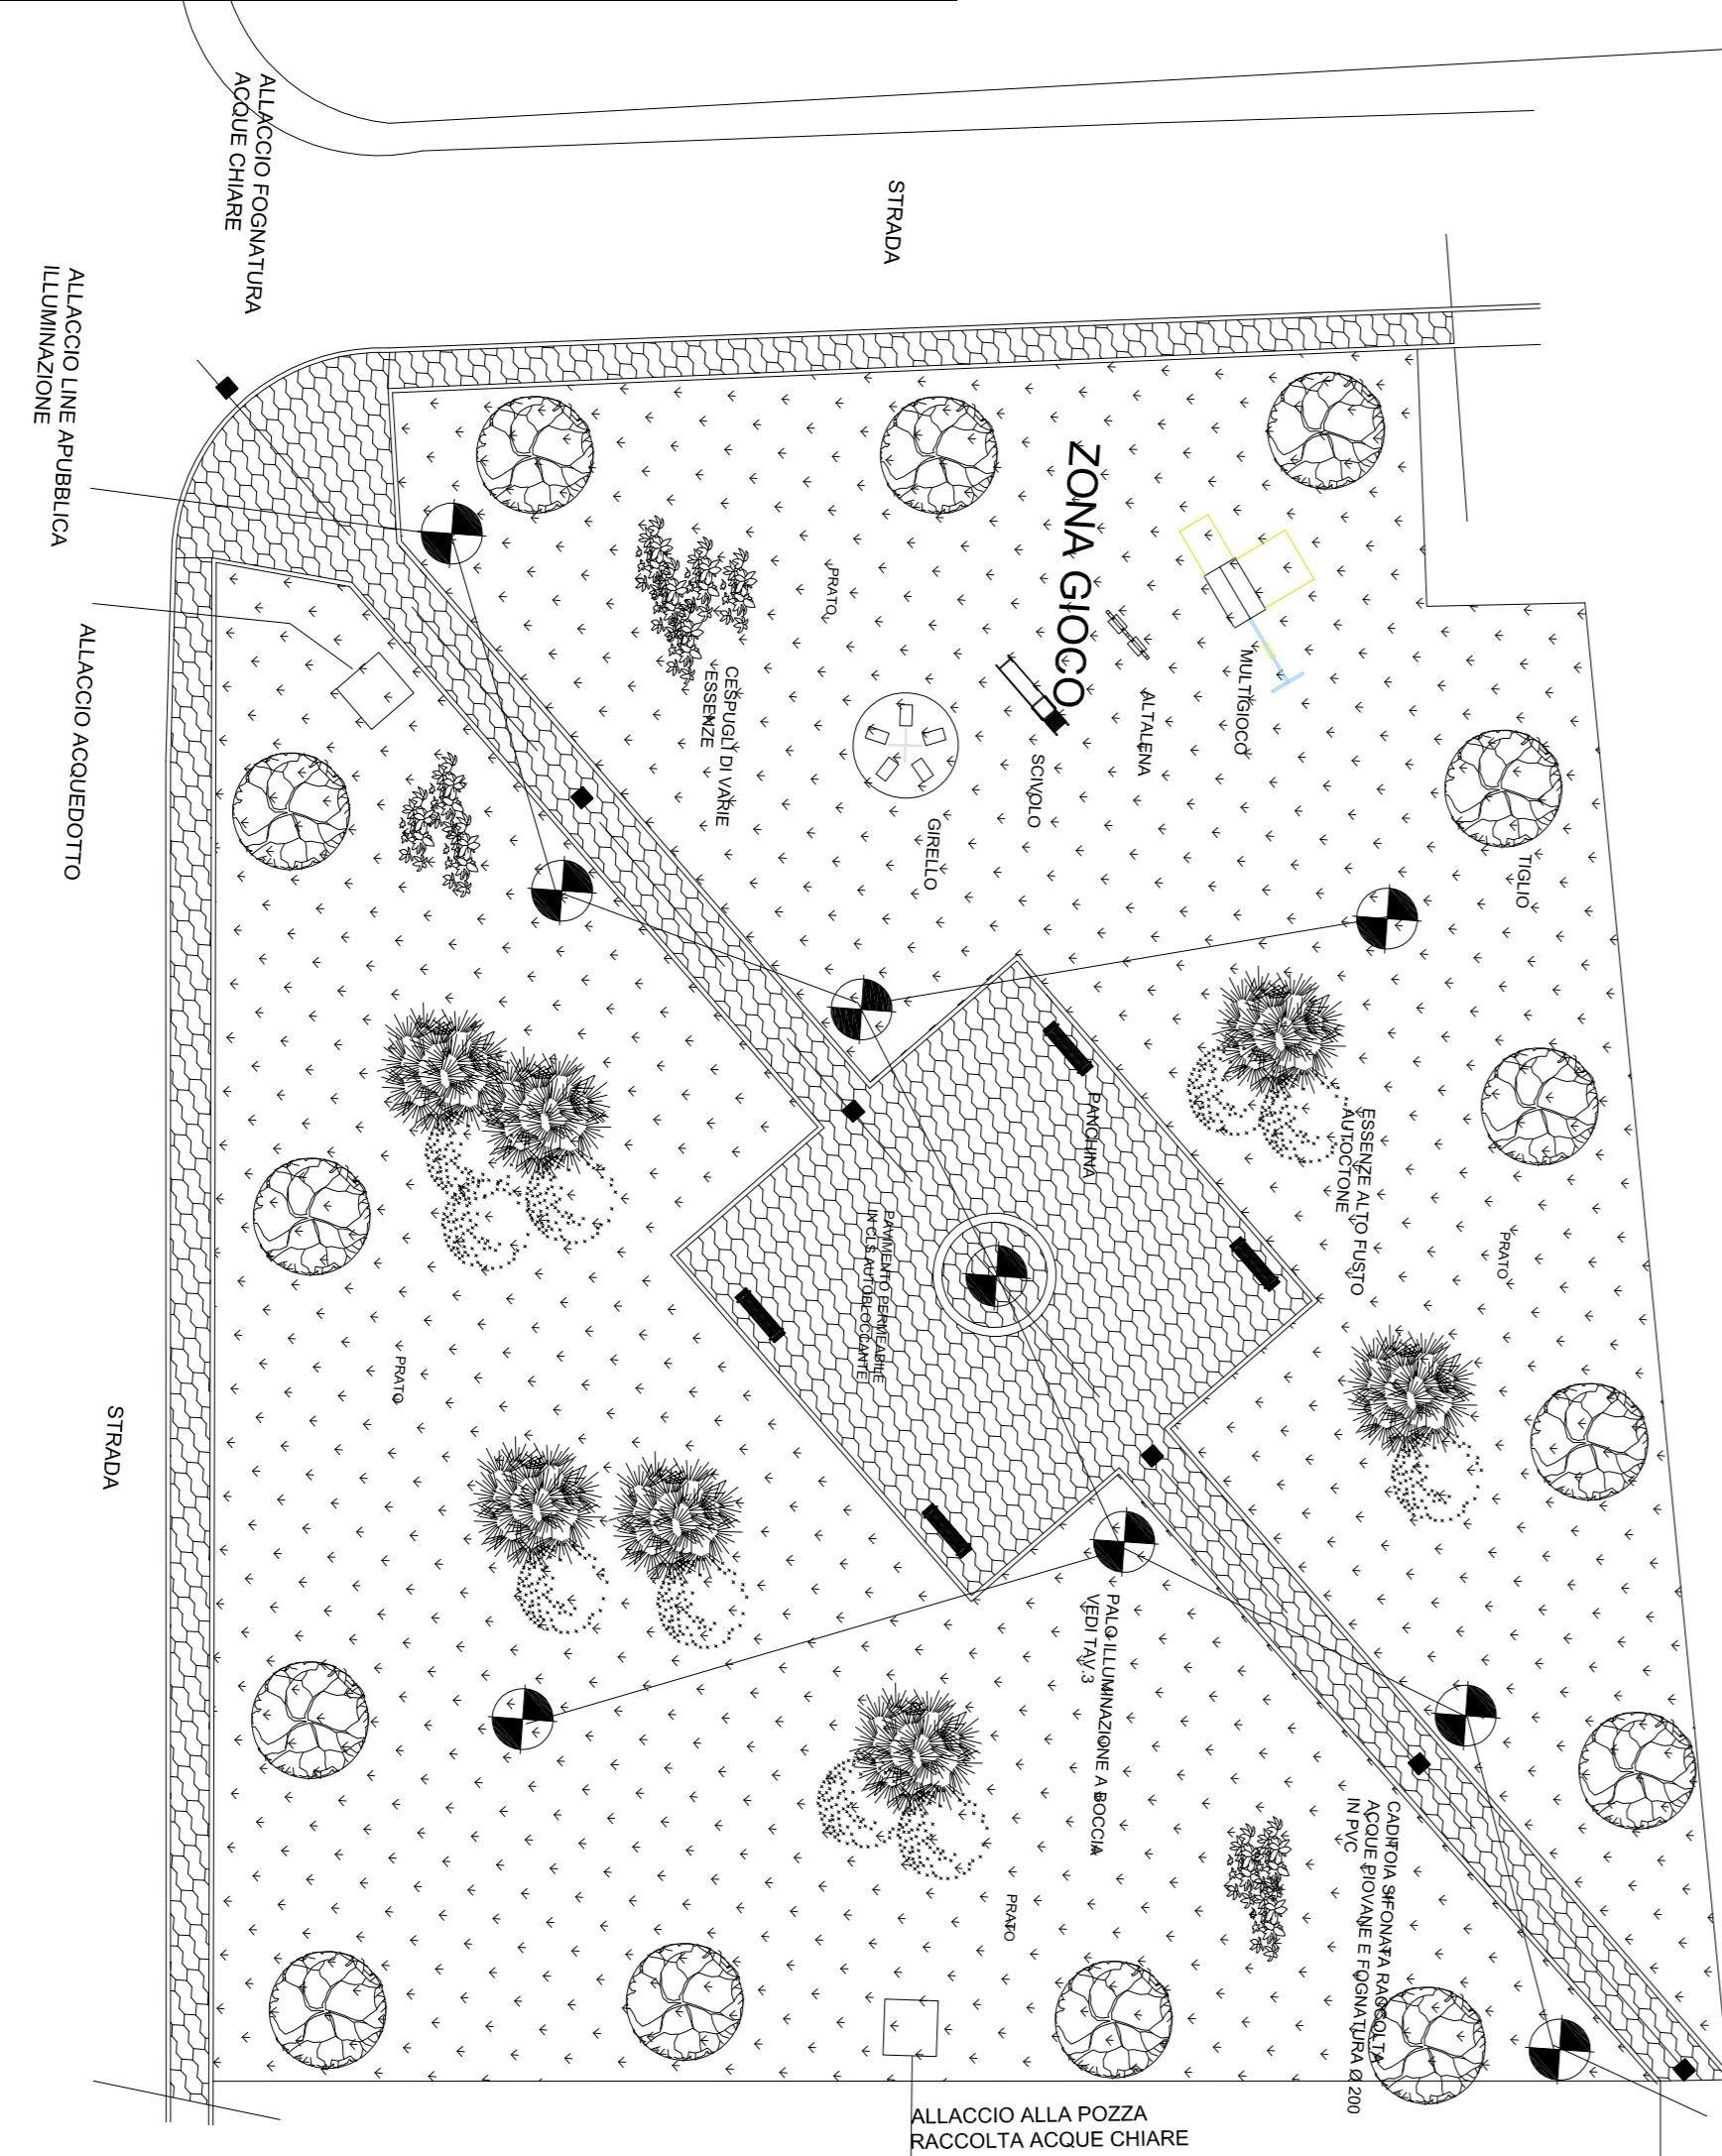 ALLACCIO FOGNATURA
ACQUE CHIARE
STRADA
ALLACCIO LINE APUBBLICA
ILLUMINAZIONE
ZONA GIOCO
PRATO
ALLACCIO ACQUEDOTTO
CESPUGLI DI VARIE
ESSENZE
MULTIGIOCO
ALTALENA
SCIVOLO
GIRELLO
TIGLIO
PANCHINA
ESSENZE ALTO FUSTO
AUTOCTONE
PAVIMENTO PERMEABILE
IN CLS AUTOBLOCCANTE
PRATO
PRATO
STRADA
PALO ILLUMINAZIONE A BOCCIA
VEDI TAV.3
CADITOIA SIFONATA RACCOLTA
ACQUE PIOVANE E FOGNATURA Ø 200
IN PVC
PRATO
ALLACCIO ALLA POZZA
RACCOLTA ACQUE CHIARE